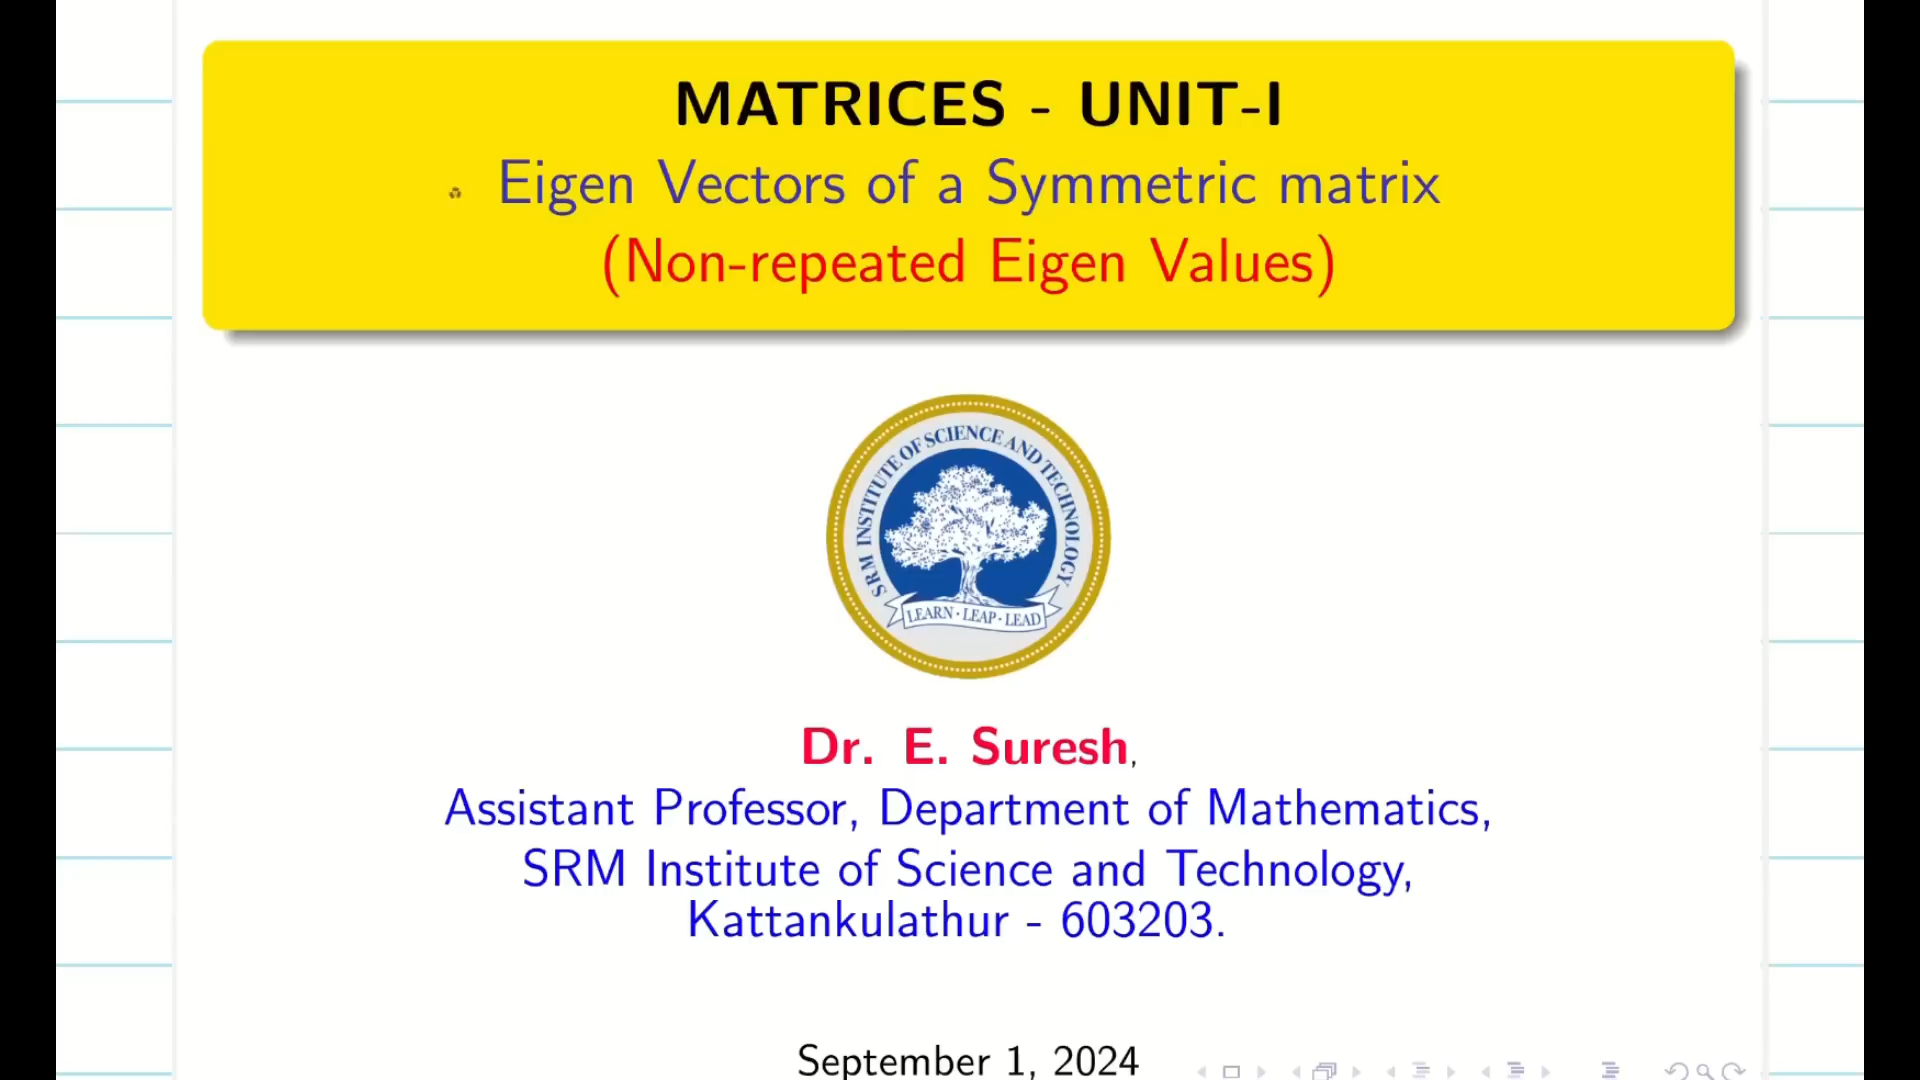 MATRICES - UNIT-I
Eigen Vectors of a Symmetric matrix
(Non-repeated Eigen Values)
SRM INSTITUTE OF SCIENCE AND TECHNOLOGY
LEARN · LEAP · LEAD
Dr. E. Suresh,
Assistant Professor, Department of Mathematics,
SRM Institute of Science and Technology,
Kattankulathur - 603203.
September 1, 2024